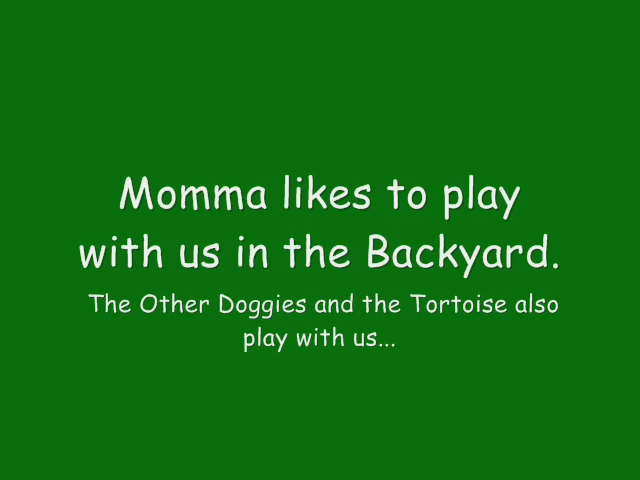 Momma likes to play
with us in the Backyard.
The Other Doggies and the Tortoise also
play with us...